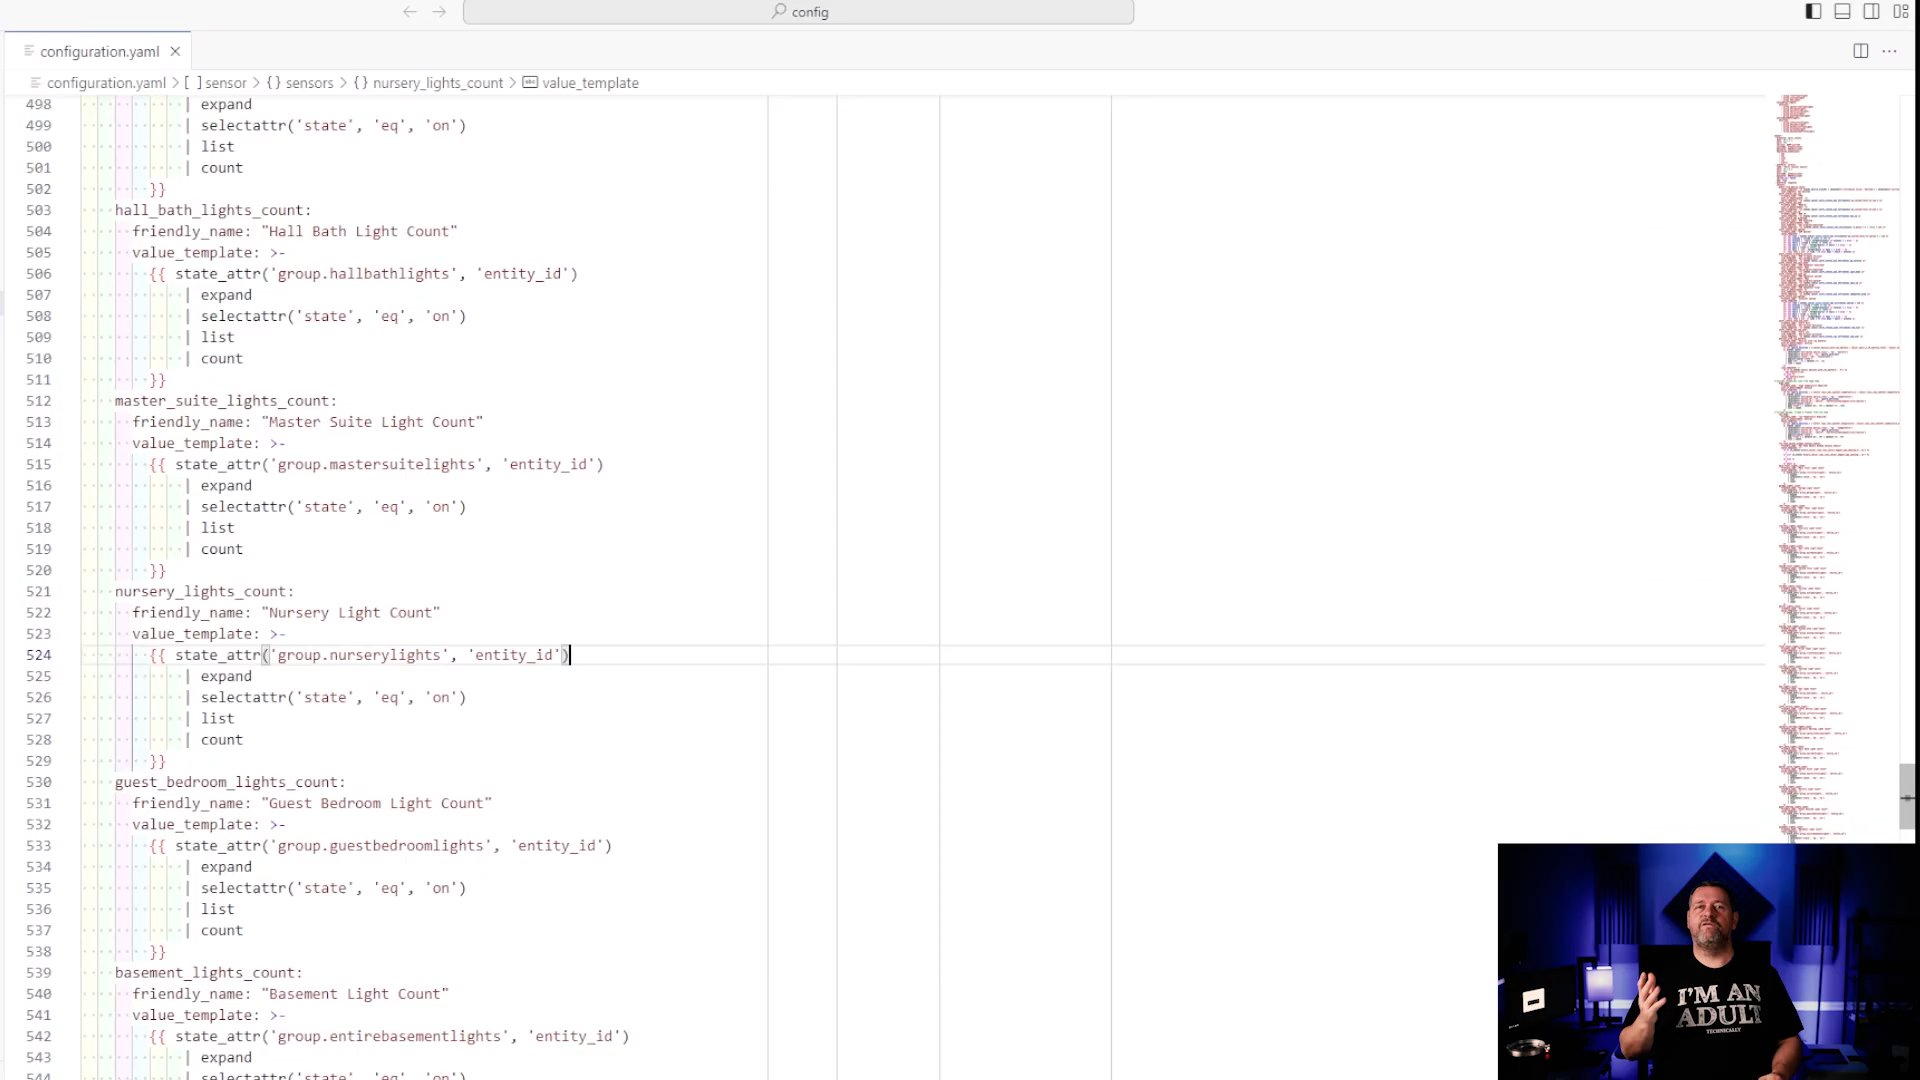 config
configuration.yaml
configuration.yaml > [ ] sensor > {} sensors > {} nursery_lights_count > value_template
498 | expand
499 | selectattr('state', 'eq', 'on')
500 | list
501 | count
502 }}
503 hall_bath_lights_count:
504 friendly_name: "Hall Bath Light Count"
505 value_template: >-
506 {{ state_attr('group.hallbathlights', 'entity_id')
507 | expand
508 | selectattr('state', 'eq', 'on')
509 | list
510 | count
511 }}
512 master_suite_lights_count:
513 friendly_name: "Master Suite Light Count"
514 value_template: >-
515 {{ state_attr('group.mastersuitelights', 'entity_id')
516 | expand
517 | selectattr('state', 'eq', 'on')
518 | list
519 | count
520 }}
521 nursery_lights_count:
522 friendly_name: "Nursery Light Count"
523 value_template: >-
524 {{ state_attr('group.nurserylights', 'entity_id')
525 | expand
526 | selectattr('state', 'eq', 'on')
527 | list
528 | count
529 }}
530 guest_bedroom_lights_count:
531 friendly_name: "Guest Bedroom Light Count"
532 value_template: >-
533 {{ state_attr('group.guestbedroomlights', 'entity_id')
534 | expand
535 | selectattr('state', 'eq', 'on')
536 | list
537 | count
538 }}
539 basement_lights_count:
540 friendly_name: "Basement Light Count"
541 value_template: >-
542 {{ state_attr('group.entirebasementlights', 'entity_id')
543 | expand
544 | selectattr('state', 'eq', 'on')
I'M AN
ADULT
TECHNICALLY